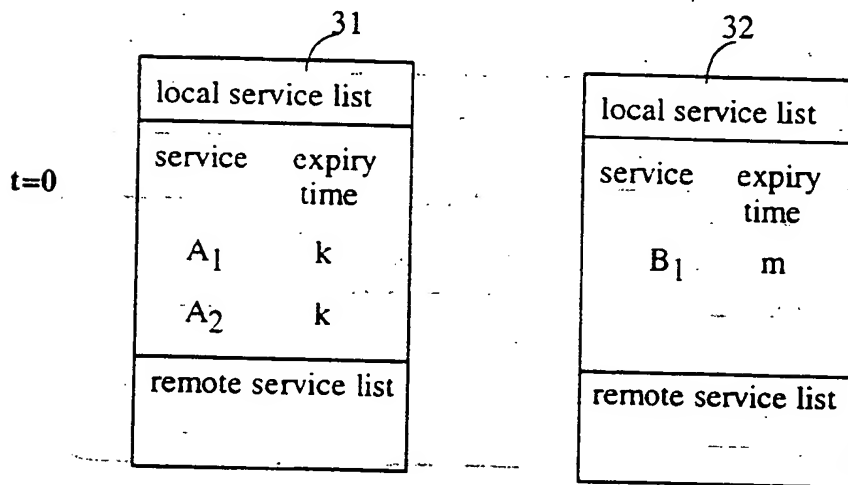 31
local service list
t=0
service expiry
time
A1 k
A2 k
remote service list
32
local service list
service expiry
time
B1 m
remote service list